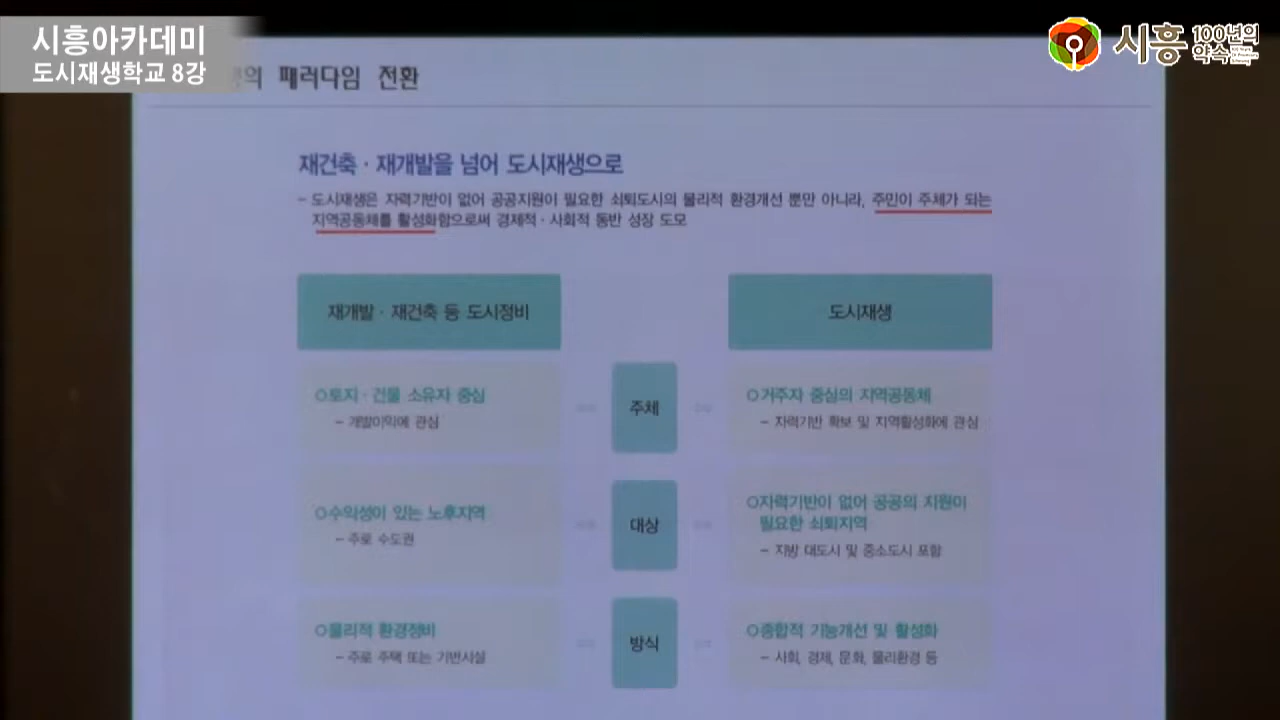 시흥아카데미
도시재생학교 8강
시흥 100년의 약속
의 패러다임 전환
재건축 · 재개발을 넘어 도시재생으로
- 도시재생은 자력기반이 없어 공공지원이 필요한 쇠퇴도시의 물리적 환경개선 뿐만 아니라, 주민이 주체가 되는
지역공동체를 활성화함으로써 경제적 · 사회적 동반 성장 도모
재개발 · 재건축 등 도시정비
도시재생
○토지 · 건물 소유자 중심
- 개발이익에 관심
주체
○거주자 중심의 지역공동체
- 자력기반 확보 및 지역활성화에 관심
○수익성이 있는 노후지역
- 주로 수도권
대상
○자력기반이 없어 공공의 지원이
필요한 쇠퇴지역
- 지방 대도시 및 중소도시 포함
○물리적 환경정비
- 주로 주택 또는 기반시설
방식
○종합적 기능개선 및 활성화
- 사회, 경제, 문화, 물리환경 등